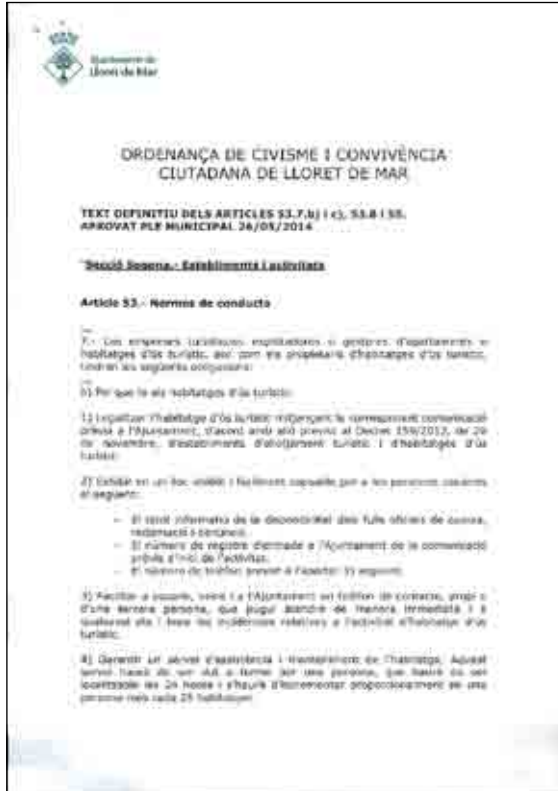 Ajuntament de
Lloret de Mar
ORDENANÇA DE CIVISME I CONVIVÈNCIA
CIUTADANA DE LLORET DE MAR
TEXT DEFINITIU DELS ARTICLES 53.7.b) i c), 53.8 i 55.
APROVAT PLE MUNICIPAL 26/05/2014
"Secció Segona.- Establiments i activitats
Article 53.- Normes de conducta
...
7.- Les empreses turístiques explotadores o gestores d'apartaments o
habitatges d'ús turístic, així com els propietaris d'habitatges d'ús turístic,
tindran les següents obligacions:
...
b) Pel que fa als habitatges d'ús turístic:
1) Legalitzar l'habitatge d'ús turístic mitjançant la corresponent comunicació
prèvia a l'Ajuntament, d'acord amb allò previst al Decret 159/2012, de 20
de novembre, d'establiments d'allotjament turístic i d'habitatges d'ús
turístic.
2) Exhibir en un lloc visible i fàcilment per a les persones usuàries
el següent:
- El rètol informatiu de la disponibilitat dels fulls oficials de queixa,
reclamació i denúncia.
- El número de registre d'entrada a l'Ajuntament de la comunicació
prèvia d'inici de l'activitat.
- El número de telèfon previst a l'apartat 3) següent.
3) Facilitar a usuaris, veïns i a l'Ajuntament un telèfon de contacte, propi o
d'una tercera persona, que pugui atendre de manera immediata i a
qualsevol dia i hora les incidències relatives a l'activitat d'habitatge d'ús
turístic.
4) Garantir un servei d'assistència i manteniment de l'habitatge. Aquest
servei haurà de ser dut a terme per una persona, que haurà de ser
localitzable les 24 hores i s'haurà d'incrementar proporcionalment en una
persona més cada 25 habitatges.